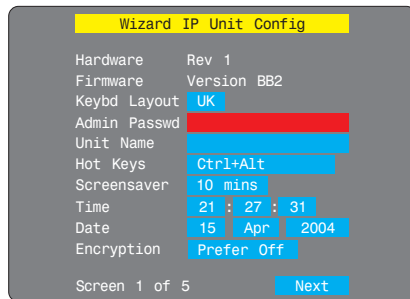 Wizard IP Unit Config
Hardware Rev 1
Firmware Version BB2
Keybd Layout UK
Admin Passwd
Unit Name
Hot Keys Ctrl+Alt
Screensaver 10 mins
Time 21 : 27 : 31
Date 15 Apr 2004
Encryption Prefer Off
Screen 1 of 5 Next